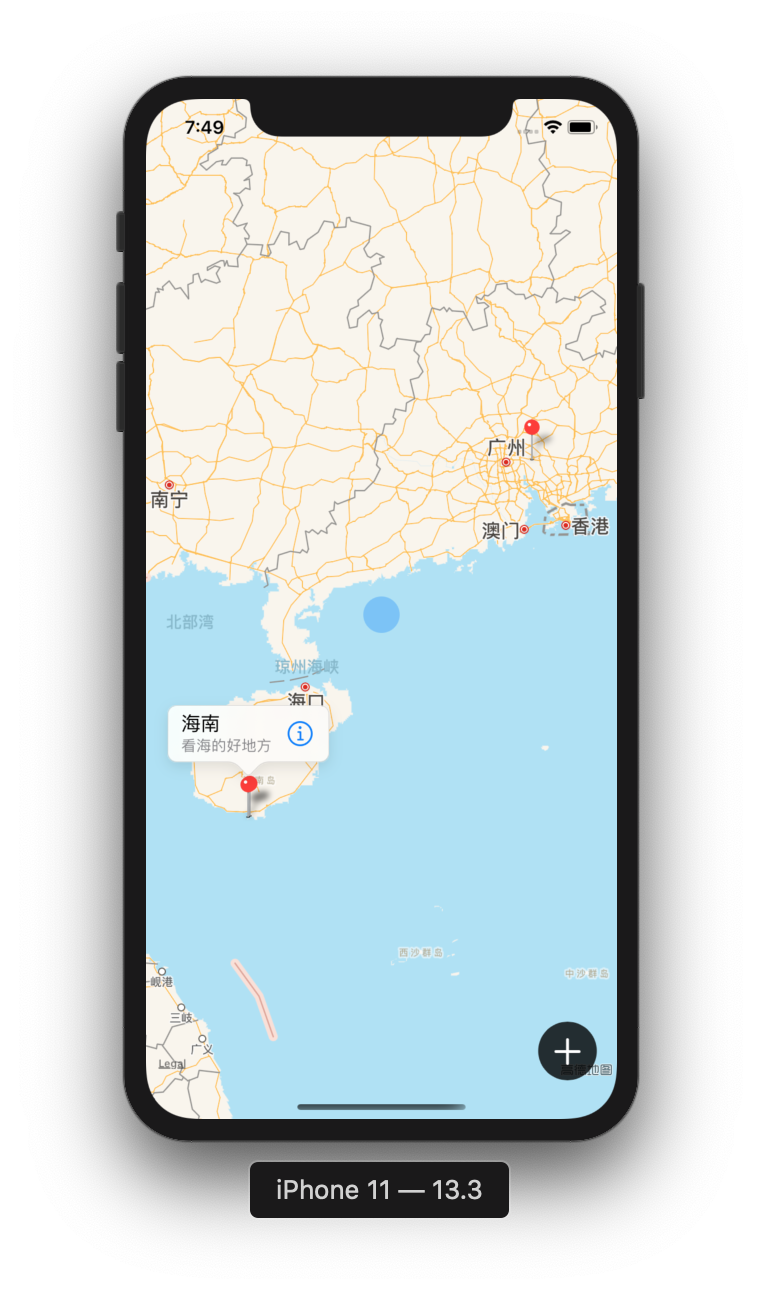 7:49
广州
南宁
澳门
香港
北部湾
琼州海峡
海口
海南
看海的好地方
南岛
西沙群岛
中沙群岛
岘港
三岐
广义
Legal
高德地图
iPhone 11 — 13.3